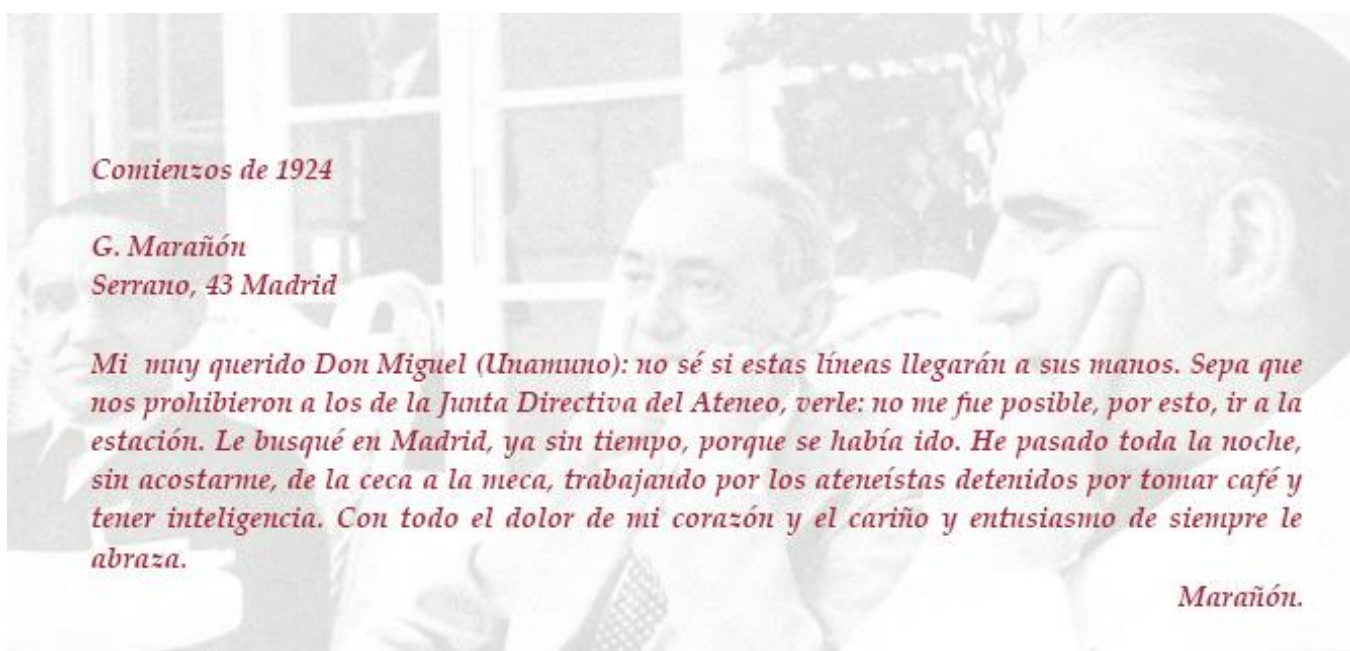 Comienzos de 1924
G. Marañón
Serrano, 43 Madrid
Mi muy querido Don Miguel (Unamuno): no sé si estas líneas llegarán a sus manos. Sepa que
nos prohibieron a los de la Junta Directiva del Ateneo, verle: no me fue posible, por esto, ir a la
estación. Le busqué en Madrid, ya sin tiempo, porque se había ido. He pasado toda la noche,
sin acostarme, de la ceca a la meca, trabajando por los ateneístas detenidos por tomar café y
tener inteligencia. Con todo el dolor de mi corazón y el cariño y entusiasmo de siempre le
abraza.
Marañón.